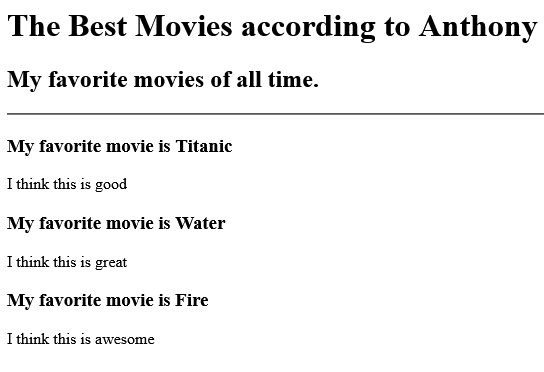 The Best Movies according to Anthony
My favorite movies of all time.
My favorite movie is Titanic
I think this is good
My favorite movie is Water
I think this is great
My favorite movie is Fire
I think this is awesome